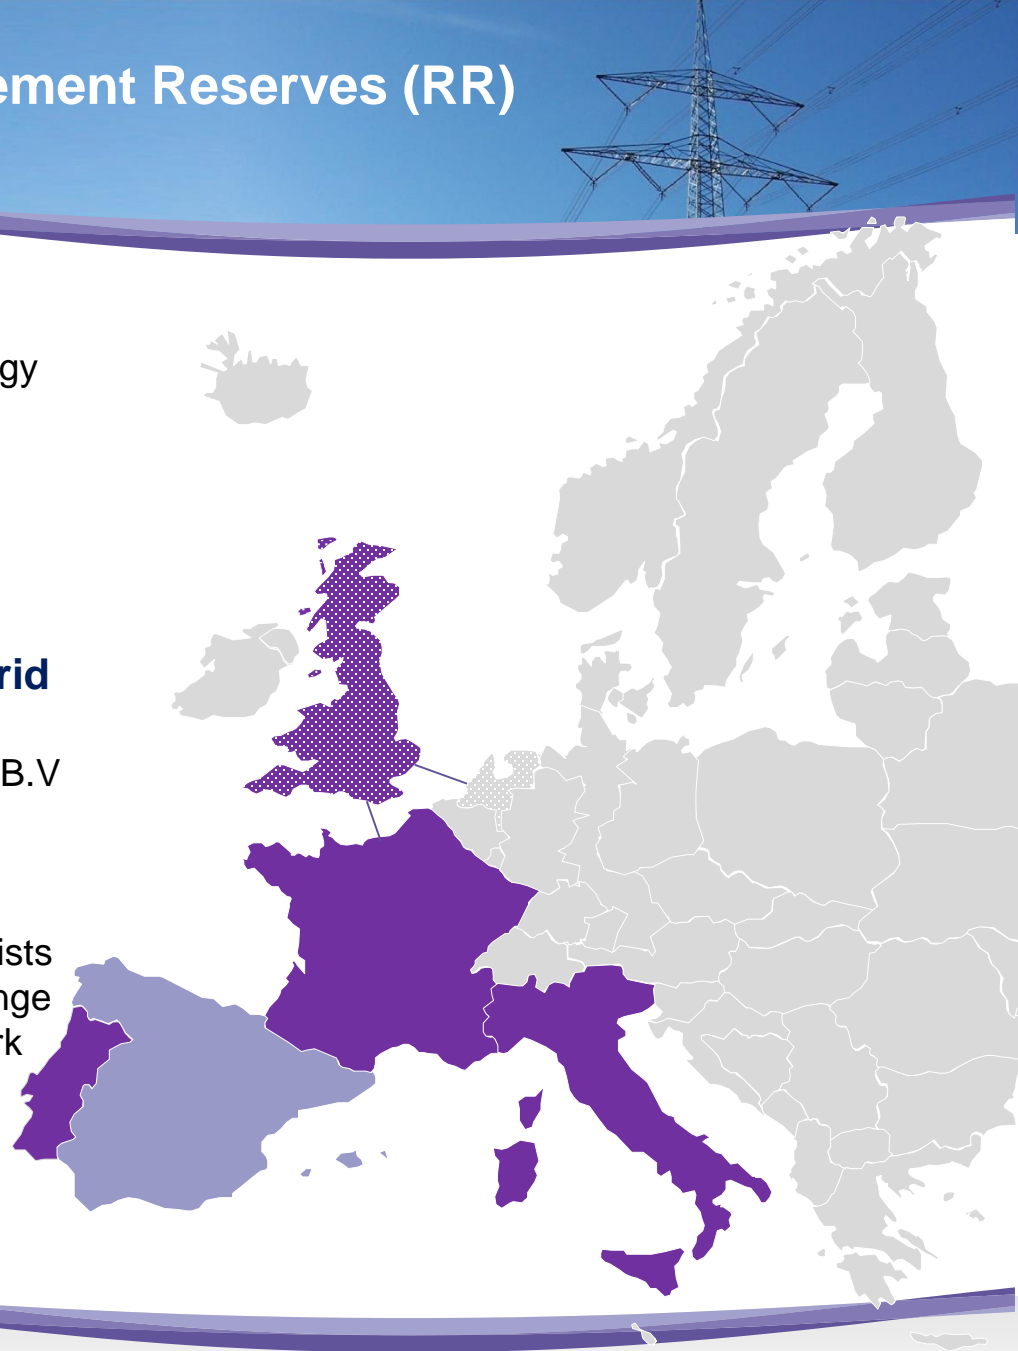 ement Reserves (RR)
gy
rid
B.V
ists
nge
rk